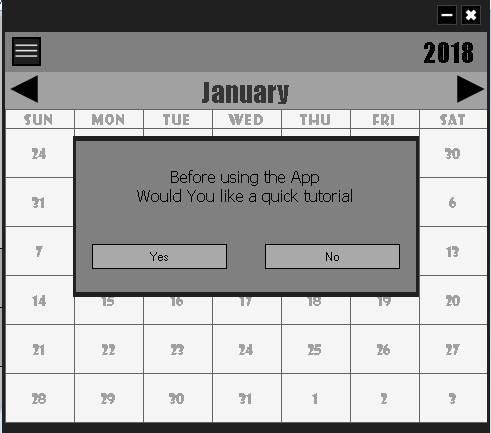 2018
January
SUN MON TUE WED THU FRI SAT
24 30
Before using the App
Would You like a quick tutorial
31 6
7 13
Yes No
14 15 16 17 18 19 20
21 22 23 24 25 26 27
28 29 30 31 1 2 3